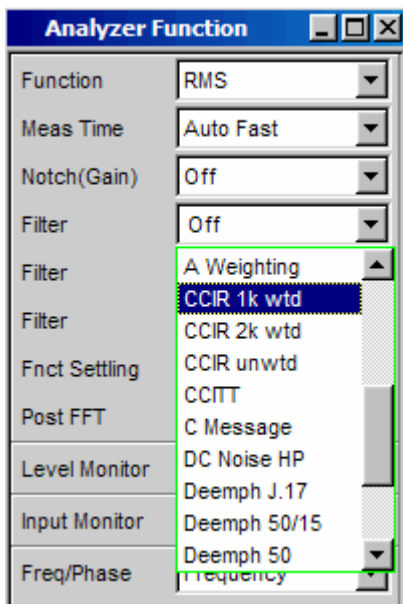 Analyzer Function
Function RMS
Meas Time Auto Fast
Notch(Gain) Off
Filter Off
Filter
Filter
Fnct Settling
Post FFT
Level Monitor
Input Monitor
Freq/Phase Frequency
A Weighting
CCIR 1k wtd
CCIR 2k wtd
CCIR unwtd
CCITT
C Message
DC Noise HP
Deemph J.17
Deemph 50/15
Deemph 50